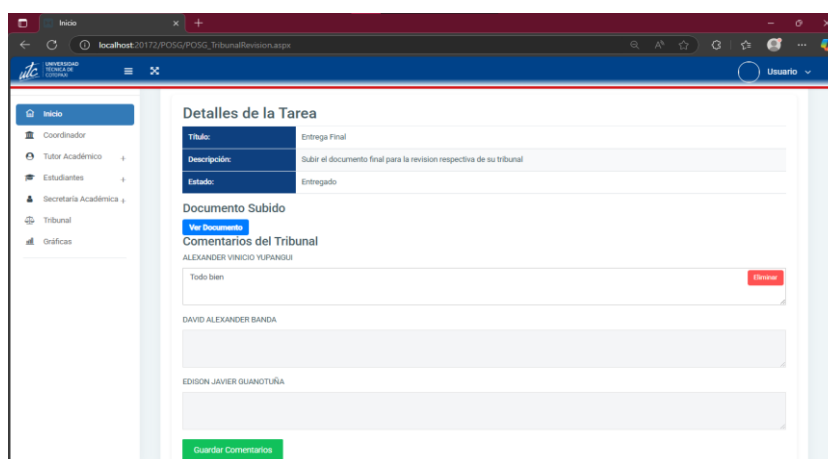 Inicio
localhost:20172/POSG/POSG_TribunalRevision.aspx
utc UNIVERSIDAD
TÉCNICA DE
COTOPAXI
Usuario
Inicio
Coordinador
Tutor Académico
Estudiantes
Secretaría Académica
Tribunal
Gráficas
Detalles de la Tarea
Título: Entrega Final
Descripción: Subir el documento final para la revision respectiva de su tribunal
Estado: Entregado
Documento Subido
Ver Documento
Comentarios del Tribunal
ALEXANDER VINICIO YUPANGUI
Todo bien
Eliminar
DAVID ALEXANDER BANDA
EDISON JAVIER GUANOTUÑA
Guardar Comentarios